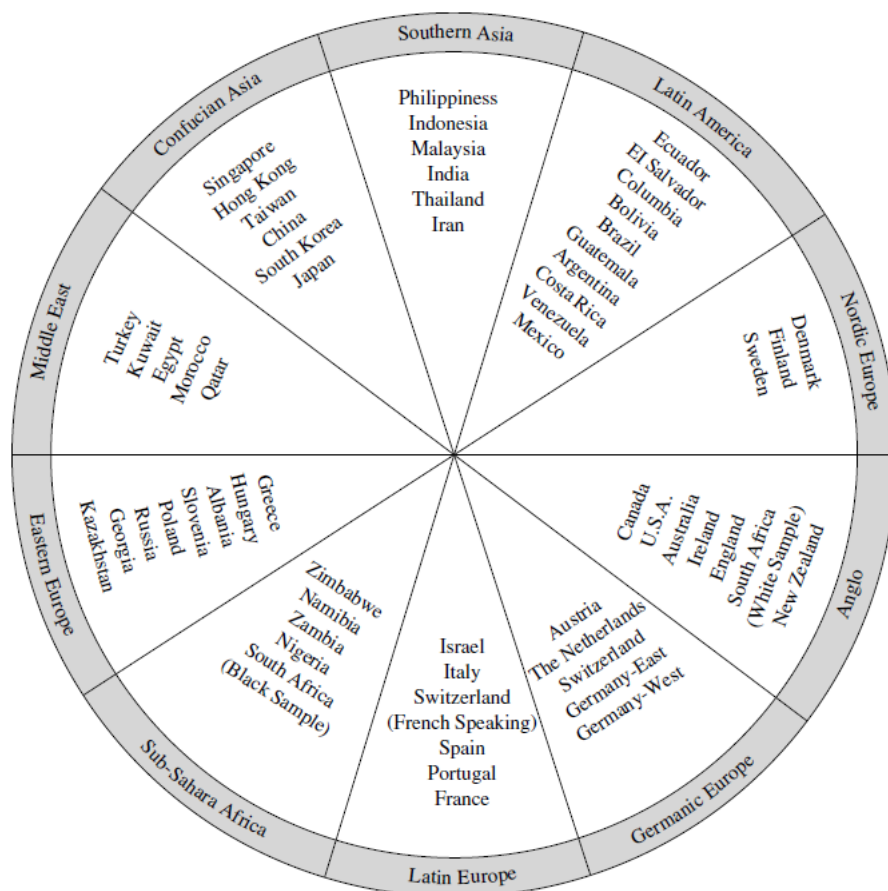 Southern Asia
Philippiness
Indonesia
Malaysia
India
Thailand
Iran
Latin America
Ecuador
El Salvador
Columbia
Bolivia
Brazil
Guatemala
Argentina
Costa Rica
Venezuela
Mexico
Nordic Europe
Denmark
Finland
Sweden
Anglo
Canada
U.S.A.
Australia
Ireland
England
South Africa
(White Sample)
New Zealand
Germanic Europe
Austria
The Netherlands
Switzerland
Germany-East
Germany-West
Latin Europe
Israel
Italy
Switzerland
(French Speaking)
Spain
Portugal
France
Sub-Sahara Africa
Zimbabwe
Namibia
Zambia
Nigeria
South Africa
(Black Sample)
Eastern Europe
Greece
Hungary
Albania
Slovenia
Poland
Russia
Georgia
Kazakhstan
Middle East
Turkey
Kuwait
Egypt
Morocco
Qatar
Confucian Asia
Singapore
Hong Kong
Taiwan
China
South Korea
Japan